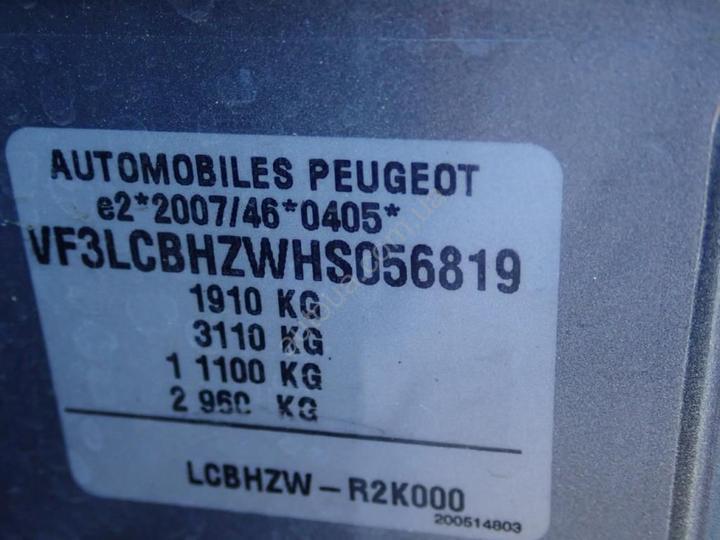 AUTOMOBILES PEUGEOT
e2*2007/46*0405*
VF3LCBHZWHS056819
1910 KG
3110 KG
1 1100 KG
2 960 KG
LCBHZW-R2K000
200514803